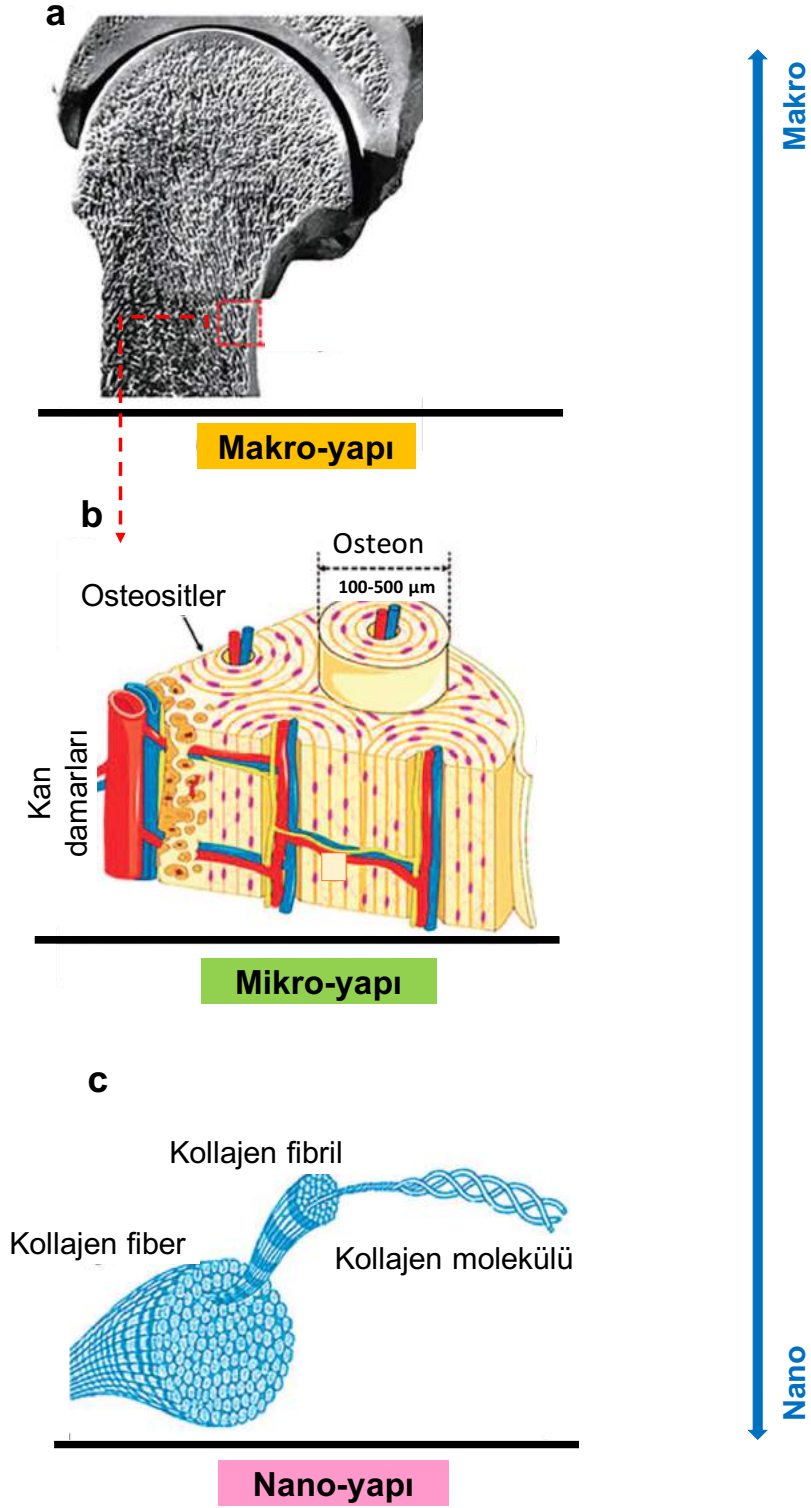 a
Makro
Makro-yapı
b
Osteon
100-500 µm
Osteositler
Kan
damarları
Mikro-yapı
c
Kollajen fibril
Kollajen fiber
Kollajen molekülü
Nano
Nano-yapı